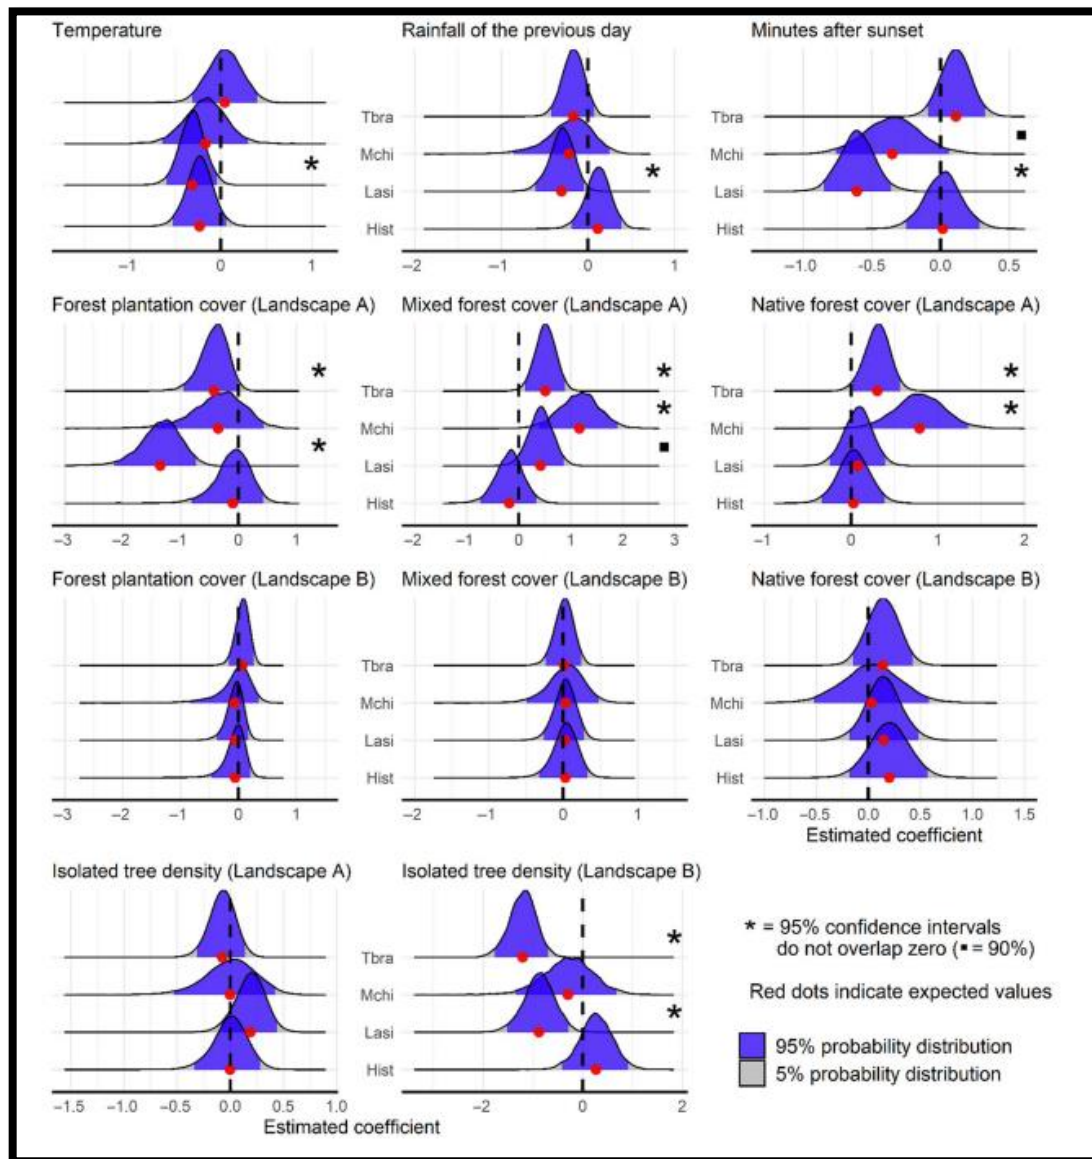 Temperature
Rainfall of the previous day
Minutes after sunset
*
Tbra
Mchi
Lasi *
Hist
Tbra
Mchi ■
Lasi *
Hist
−1 0 1
−2 −1 0 1
−1.0 −0.5 0.0 0.5
Forest plantation cover (Landscape A)
Mixed forest cover (Landscape A)
Native forest cover (Landscape A)
*
*
Tbra *
Mchi *
Lasi ■
Hist
Tbra *
Mchi *
Lasi
Hist
−3 −2 −1 0 1
−1 0 1 2 3
−1 0 1 2
Forest plantation cover (Landscape B)
Mixed forest cover (Landscape B)
Native forest cover (Landscape B)
Tbra
Mchi
Lasi
Hist
Tbra
Mchi
Lasi
Hist
−3 −2 −1 0 1
−3 −2 −1 0 1
−1.0 −0.5 0.0 0.5 1.0 1.5
Estimated coefficient
Isolated tree density (Landscape A)
Isolated tree density (Landscape B)
Tbra *
Mchi
Lasi *
Hist
−1.5 −1.0 −0.5 0.0 0.5 1.0
−2 0 2
Estimated coefficient
* = 95% confidence intervals
do not overlap zero (■ = 90%)
Red dots indicate expected values
95% probability distribution
5% probability distribution